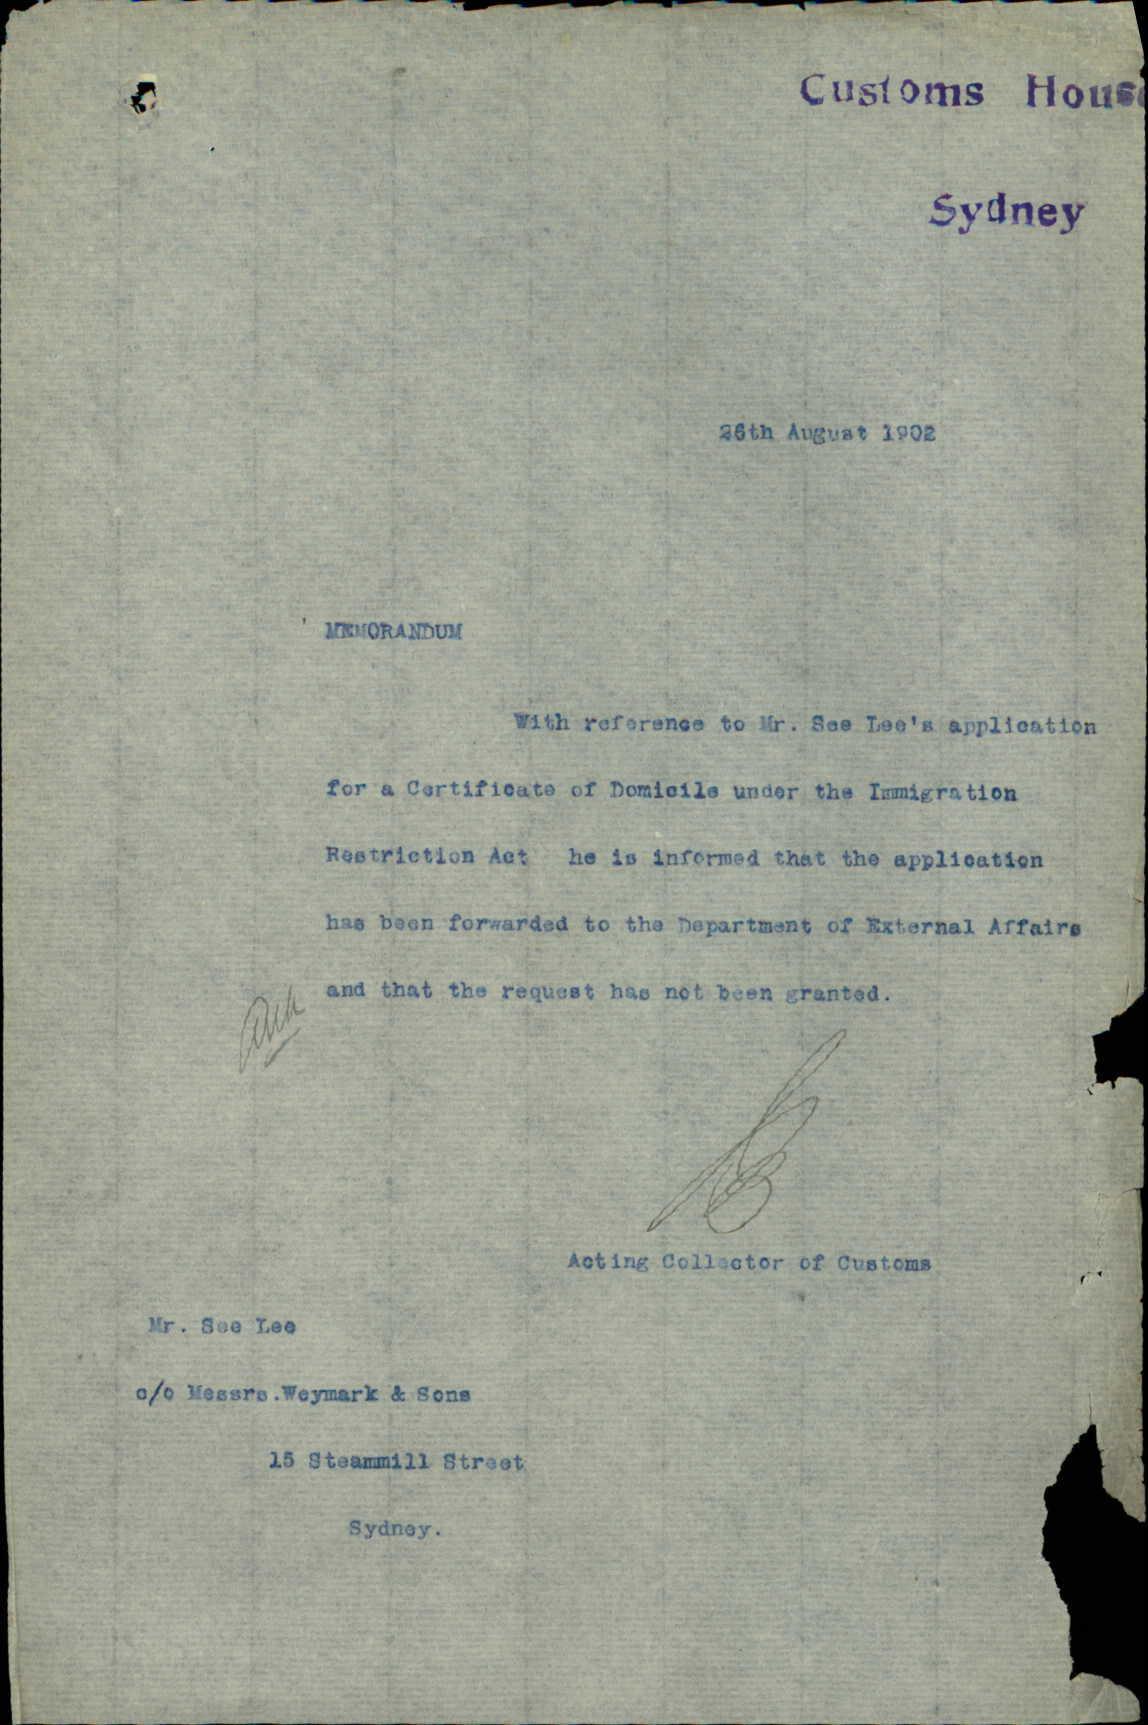 Customs House
Sydney
26th August 1902
MEMORANDUM
With reference to Mr. See Lee's application
for a Certificate of Domicile under the Immigration
Restriction Act he is informed that the application
has been forwarded to the Department of External Affairs
and that the request has not been granted.
Acting Collector of Customs
Mr. See Lee
c/o Messrs.Weymark & Sons
15 Steammill Street
Sydney.